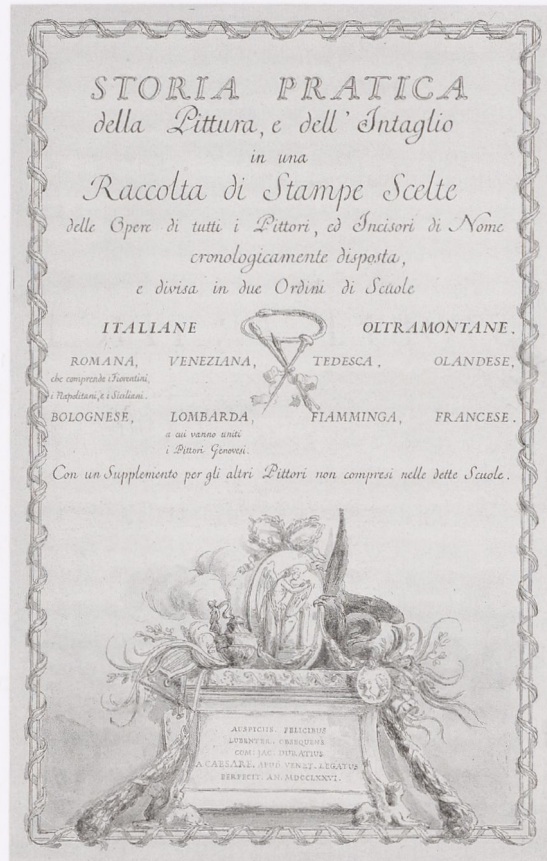 STORIA PRATICA
della Pittura, e dell' Intaglio
in una
Raccolta di Stampe Scelte
delle Opere di tutti i Pittori, ed Incisori di Nome
cronologicamente disposta,
e divisa in due Ordini di Scuole
ITALIANE OLTRAMONTANE.
ROMANA, VENEZIANA, TEDESCA, OLANDESE,
che comprende i Fiorentini,
i Napolitani, e i Siciliani.
BOLOGNESE, LOMBARDA, FIAMMINGA, FRANCESE.
a cui vanno uniti
i Pittori Genovesi.
Con un Supplemento per gli altri Pittori non compresi nelle dette Scuole.
AUSPICIIS FELICIBUS
LUBENTER. OBSEQUENS
COM: JAC. DURATIUS
A CAESARE. APUD VENET. LEGATUS
PERFECIT. AN. MDCCLXXVI.